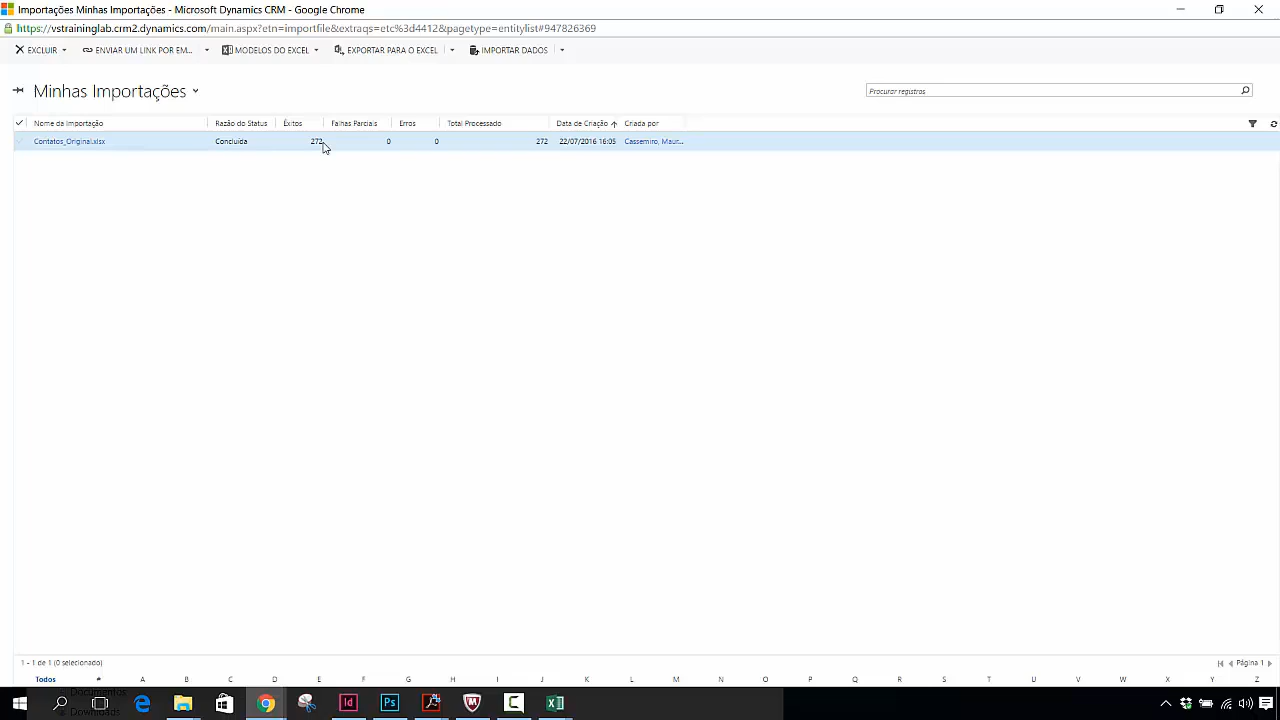 Importações Minhas Importações - Microsoft Dynamics CRM - Google Chrome
https://vstraininglab.crm2.dynamics.com/main.aspx?etn=importfile&extraqs=etc%3d4412&pagetype=entitylist#947826369
EXCLUIR ENVIAR UM LINK POR EM... MODELOS DO EXCEL EXPORTAR PARA O EXCEL IMPORTAR DADOS
Minhas Importações
Procurar registros
Nome da Importação Razão do Status Êxitos Falhas Parciais Erros Total Processado Data de Criação Criada por
Contatos_Original.xlsx Concluída 272 0 0 272 22/07/2016 16:05 Cassemiro, Maur...
1 - 1 de 1 (0 selecionado) Página 1
Todos # A B C D E F G H I J K L M N O P Q R S T U V W X Y Z
Documentos
Downloads